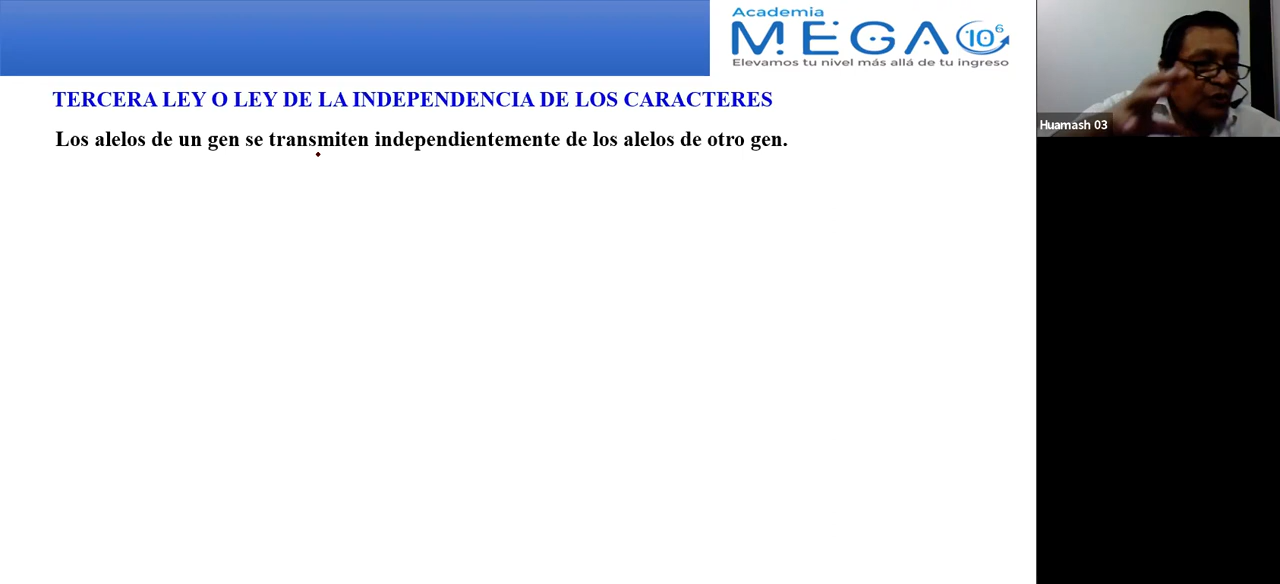 Academia
MEGA 10⁶
Elevamos tu nivel más allá de tu ingreso
TERCERA LEY O LEY DE LA INDEPENDENCIA DE LOS CARACTERES
Los alelos de un gen se transmiten independientemente de los alelos de otro gen.
Huamash 03